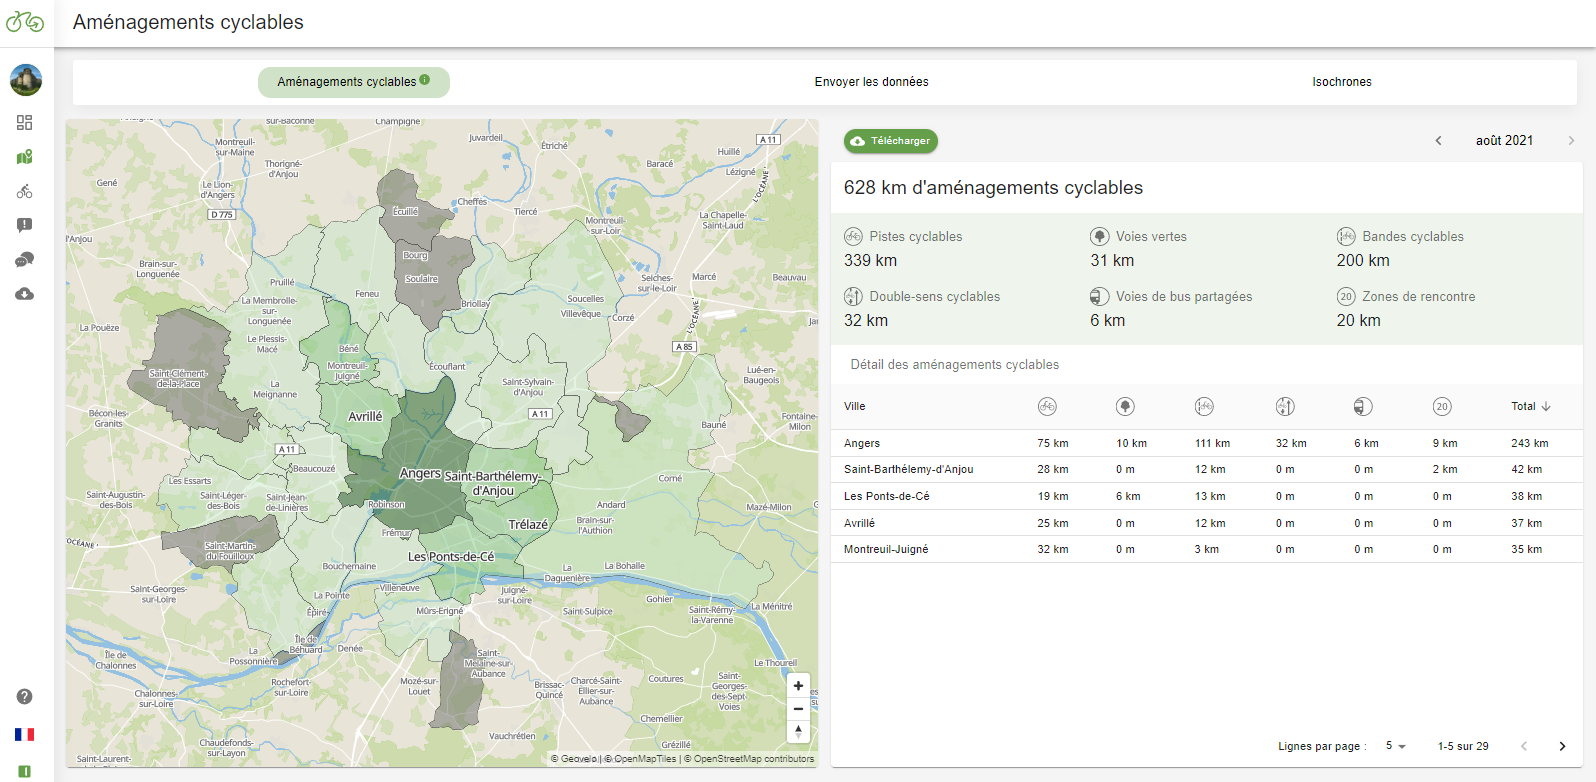 Aménagements cyclables
Aménagements cyclables
Envoyer les données
Isochrones
Télécharger
août 2021
628 km d'aménagements cyclables
Pistes cyclables
339 km
Voies vertes
31 km
Bandes cyclables
200 km
Double-sens cyclables
32 km
Voies de bus partagées
6 km
20
Zones de rencontre
20 km
Détail des aménagements cyclables
Ville
20
Total
Angers 75 km 10 km 111 km 32 km 6 km 9 km 243 km
Saint-Barthélemy-d'Anjou 28 km 0 m 12 km 0 m 0 m 2 km 42 km
Les Ponts-de-Cé 19 km 6 km 13 km 0 m 0 m 0 m 38 km
Avrillé 25 km 0 m 12 km 0 m 0 m 0 m 37 km
Montreuil-Juigné 32 km 0 m 3 km 0 m 0 m 0 m 35 km
Lignes par page : 5 1-5 sur 29
sur-Baconne
Champigne
Montreuil-
sur-Maine
Juvardeil
Étriché
A 11
Huillé
Thorigné-
d'Anjou
Baracé
Lézigné
L'OCÉANE
Gené
Le Lion-
d'Angers
D 775
Écuillé
Cheffes
Tiercé
Montreuil-
sur-Loir
La Chapelle-
Saint-Laud
d'Anjou
Brain-sur-
Longuenée
Bourg
Soulaire
Seiches-
sur-le-Loir
Marcé
Beauvau
Pruillé
Feneu
Briollay
Soucelles
Villevêque
Corzé
L'OCÉANE
La Membrolle-
sur-Longuenée
La Pouëze
Le Plessis-
Macé
Béné
Montreuil-
Juigné
Écouflant
A 85
Saint-Clément-
de-la-Place
La
Meignanne
Saint-Sylvain-
d'Anjou
Lué-en-
Baugeois
Bécon-les-
Granits
Avrillé
A 11
Bauné
Fontaine-
Milon
A 11
Beaucouzé
Angers
Saint-Barthélemy-
d'Anjou
Corné
Les Essarts
Saint-Augustin-
des-Bois
Saint-Léger-
des-Bois
Saint-Jean-
de-Linières
Robinson
Andard
Mazé-Milon
Trélazé
Brain-sur-
l'Authion
OCÉANE
Frémur
Saint-Martin-
du-Fouilloux
Les Ponts-de-Cé
Bouchemaine
La
Daguenière
La Bohalle
Saint-Georges-
sur-Loire
La Pointe
Villeneuve
Juigné-
sur-Loire
Gohier
La Ménitré
Épiré
Mûrs-Erigné
Saint-Sulpice
Saint-Rémy-
la-Varenne
Île de
Béhuard
Denée
Île de
Chalonnes
La
Possonnière
Saint-
Melaine-sur-
Aubance
Le Thoureil
Chalonnes-
sur-Loire
Rochefort-
sur-Loire
Mozé-sur-
Louet
Brissac-
Quincé
Charcé-Saint-
Ellier-sur-
Aubance
Coutures
Saint-
Georges-
des-Sept-
Voies
Chemellier
Vauchrétien
Chaudefonds-
sur-Layon
Grézillé
Saint-Laurent-
© Geovelo | © OpenMapTiles | © OpenStreetMap contributors